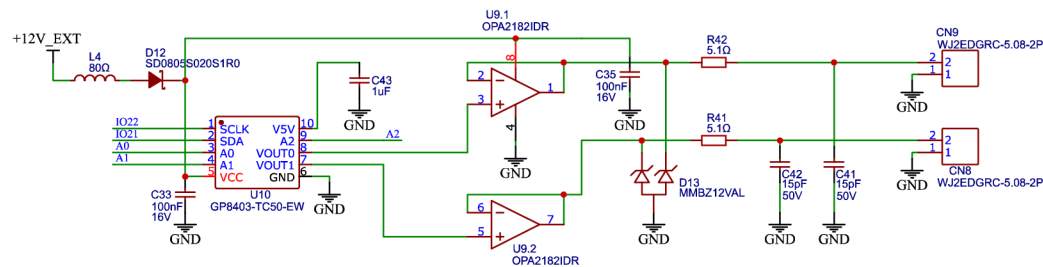 U9.1
OPA2182IDR
+12V_EXT
L4
80Ω
D12
SD0805S020S1R0
8
2
3
1
4
C35
100nF
16V
GND
R42
5.1Ω
CN9
WJ2EDGRC-5.08-2P
2
1
GND
C43
1uF
GND
GND
IO22
IO21
A0
A1
1
2
3
4
5
SCLK
SDA
A0
A1
VCC
V5V
A2
VOUT0
VOUT1
GND
10
9
8
7
6
A2
U10
GP8403-TC50-EW
GND
C33
100nF
16V
GND
R41
5.1Ω
2
1
CN8
WJ2EDGRC-5.08-2P
GND
D13
MMBZ12VAL
GND
C42
15pF
50V
GND
C41
15pF
50V
GND
6
5
7
U9.2
OPA2182IDR